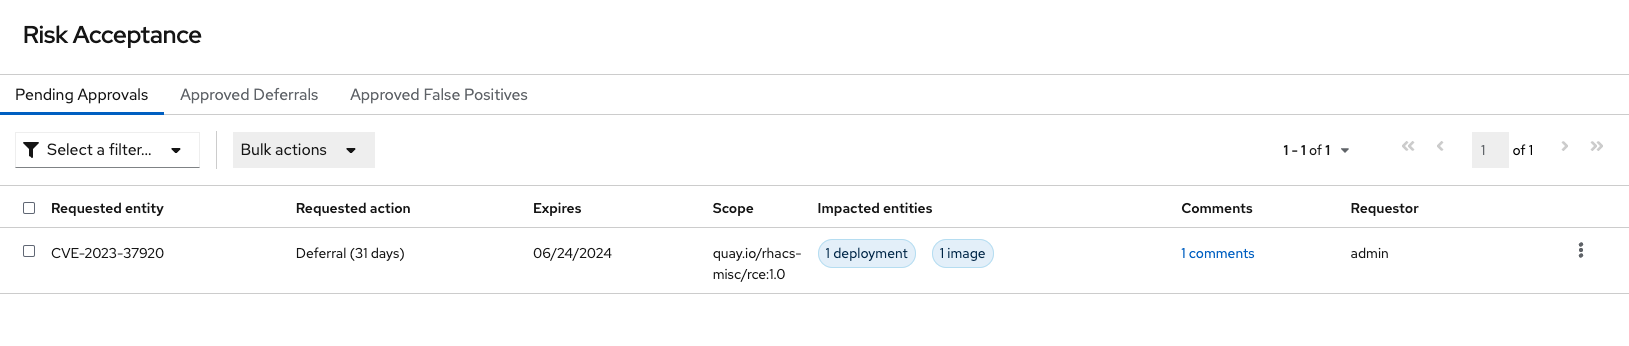 Risk Acceptance
Pending Approvals Approved Deferrals Approved False Positives
Select a filter... Bulk actions 1 - 1 of 1 1 of 1
Requested entity Requested action Expires Scope Impacted entities Comments Requestor
CVE-2023-37920 Deferral (31 days) 06/24/2024 quay.io/rhacs- 1 deployment 1 image 1 comments admin
misc/rce:1.0